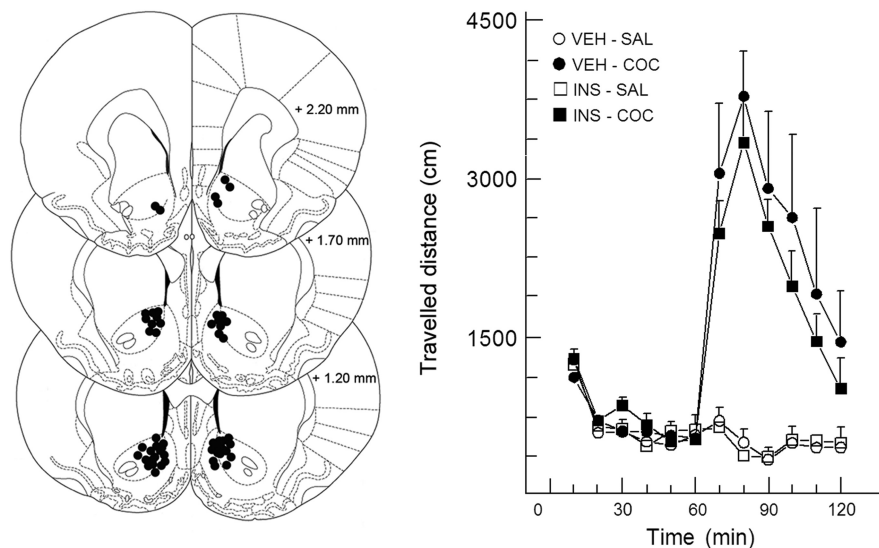 + 2.20 mm
+ 1.70 mm
+ 1.20 mm
4500
3000
1500
Travelled distance (cm)
VEH - SAL
VEH - COC
INS - SAL
INS - COC
0 30 60 90 120
Time (min)